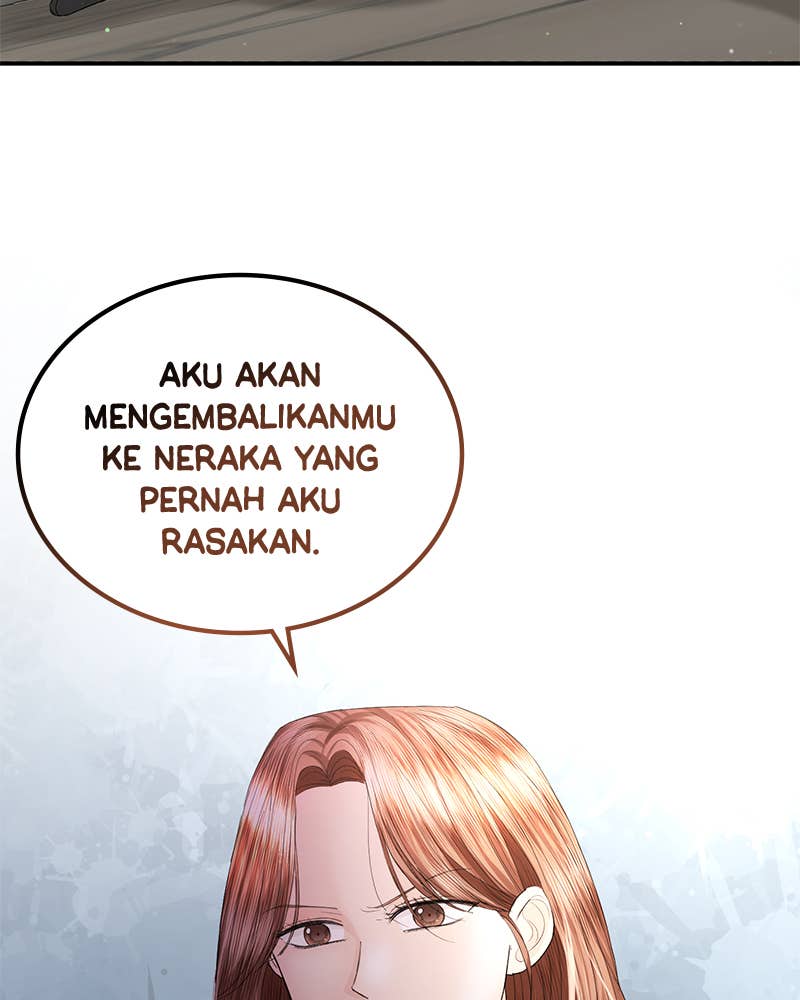 AKU AKAN
MENGEMBALIKANMU
KE NERAKA YANG
PERNAH AKU
RASAKAN.